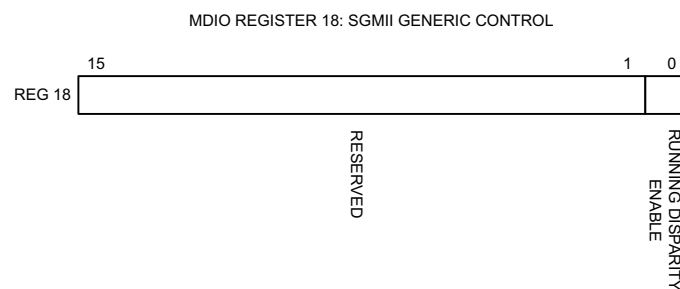 MDIO REGISTER 18: SGMII GENERIC CONTROL
15 1 0
REG 18
RESERVED
RUNNING DISPARITY
ENABLE